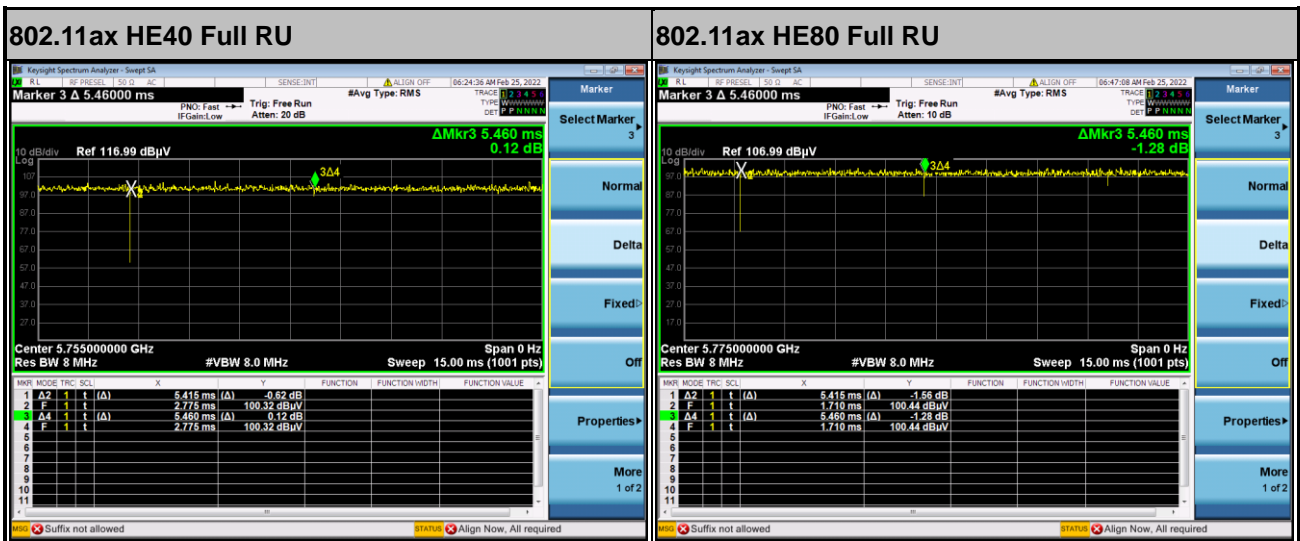 802.11ax HE40 Full RU
Keysight Spectrum Analyzer - Swept SA
RL RF PRESEL 50 Ω AC SENSE:INT ALIGN OFF 06:24:36 AM Feb 25, 2022
Marker 3 Δ 5.46000 ms
PNO: Fast
IFGain:Low
Trig: Free Run
Atten: 20 dB
#Avg Type: RMS
TRACE 1 2 3 4 5 6
TYPE WWWWWWW
DET P P N N N N
ΔMkr3 5.460 ms
0.12 dB
10 dB/div Ref 116.99 dBµV
Log
107
97.0
87.0
77.0
67.0
57.0
47.0
37.0
27.0
3Δ4
Center 5.755000000 GHz Span 0 Hz
Res BW 8 MHz #VBW 8.0 MHz Sweep 15.00 ms (1001 pts)
MKR MODE TRC SCL X Y FUNCTION FUNCTION WIDTH FUNCTION VALUE
1 Δ2 1 t (Δ) 5.415 ms (Δ) -0.62 dB
2 F 1 t 2.775 ms 100.32 dBµV
3 Δ4 1 t (Δ) 5.460 ms (Δ) 0.12 dB
4 F 1 t 2.775 ms 100.32 dBµV
5
6
7
8
9
10
11
MSG Suffix not allowed STATUS Align Now, All required
Marker
Select Marker
3
Normal
Delta
Fixed
Off
Properties
More
1 of 2
802.11ax HE80 Full RU
Keysight Spectrum Analyzer - Swept SA
RL RF PRESEL 50 Ω AC SENSE:INT ALIGN OFF 06:47:08 AM Feb 25, 2022
Marker 3 Δ 5.46000 ms
PNO: Fast
IFGain:Low
Trig: Free Run
Atten: 10 dB
#Avg Type: RMS
TRACE 1 2 3 4 5 6
TYPE WWWWWWW
DET P P N N N N
ΔMkr3 5.460 ms
-1.28 dB
10 dB/div Ref 106.99 dBµV
Log
97.0
87.0
77.0
67.0
57.0
47.0
37.0
27.0
17.0
3Δ4
Center 5.775000000 GHz Span 0 Hz
Res BW 8 MHz #VBW 8.0 MHz Sweep 15.00 ms (1001 pts)
MKR MODE TRC SCL X Y FUNCTION FUNCTION WIDTH FUNCTION VALUE
1 Δ2 1 t (Δ) 5.415 ms (Δ) -1.56 dB
2 F 1 t 1.710 ms 100.44 dBµV
3 Δ4 1 t (Δ) 5.460 ms (Δ) -1.28 dB
4 F 1 t 1.710 ms 100.44 dBµV
5
6
7
8
9
10
11
MSG Suffix not allowed STATUS Align Now, All required
Marker
Select Marker
3
Normal
Delta
Fixed
Off
Properties
More
1 of 2